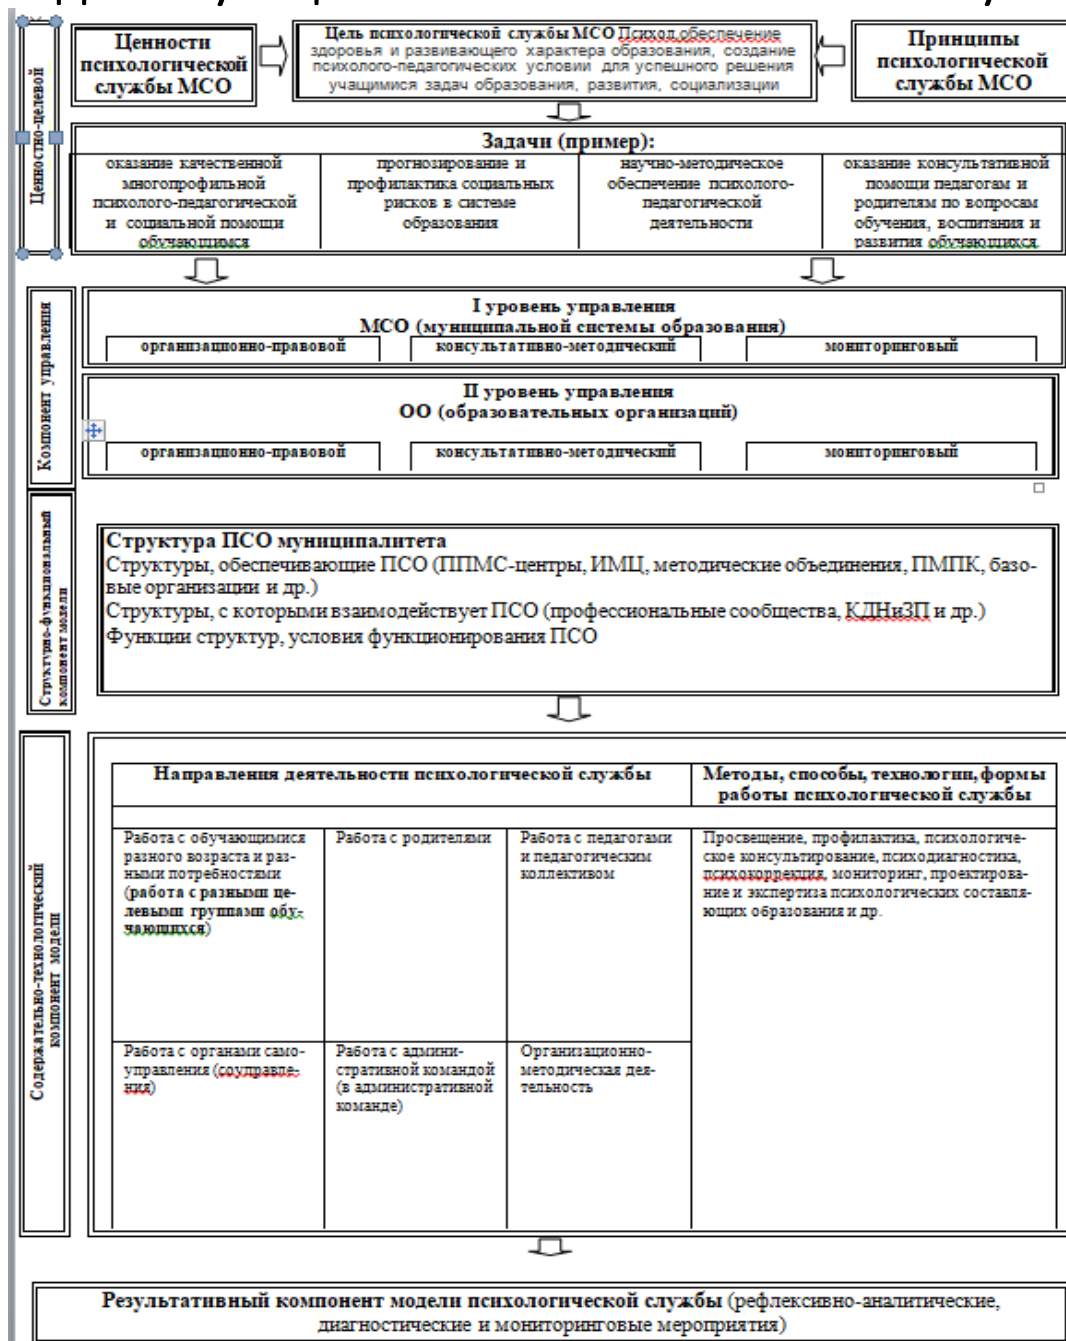 Ценностно-целевой
Ценности
психологической
службы МСО
Цель психологической службы МСО Психол.обеспечение
здоровья и развивающего характера образования, создание
психолого-педагогических условии для успешного решения
учащимися задач образования, развития, социализации
Принципы
психологической
службы МСО
Задачи (пример):
оказание качественной
многопрофильной
психолого-педагогической
и социальной помощи
обучающимся
прогнозирование и
профилактика социальных
рисков в системе
образования
научно-методическое
обеспечение психолого-
педагогической
деятельности
оказание консультативной
помощи педагогам и
родителям по вопросам
обучения, воспитания и
развития обучающихся
Компонент управления
I уровень управления
МСО (муниципальной системы образования)
организационно-правовой
консультативно-методический
мониторинговый
II уровень управления
ОО (образовательных организаций)
организационно-правовой
консультативно-методический
мониторинговый
Структурно-функциональный
компонент модели
Структура ПСО муниципалитета
Структуры, обеспечивающие ПСО (ППМС-центры, ИМЦ, методические объединения, ПМПК, базо-
вые организации и др.)
Структуры, с которыми взаимодействует ПСО (профессиональные сообщества, КДНиЗП и др.)
Функции структур, условия функционирования ПСО
Содержательно-технологический
компонент модели
Направления деятельности психологической службы
Методы, способы, технологии, формы
работы психологической службы
Работа с обучающимися
разного возраста и раз-
ными потребностями
(работа с разными це-
левыми группами обу-
чающихся)
Работа с родителями
Работа с педагогами
и педагогическим
коллективом
Просвещение, профилактика, психологиче-
ское консультирование, психодиагностика,
психокоррекция, мониторинг, проектирова-
ние и экспертиза психологических составля-
ющих образования и др.
Работа с органами само-
управления (соуправле-
ния)
Работа с админи-
стративной командой
(в административной
команде)
Организационно-
методическая дея-
тельность
Результативный компонент модели психологической службы (рефлексивно-аналитические,
диагностические и мониторинговые мероприятия)